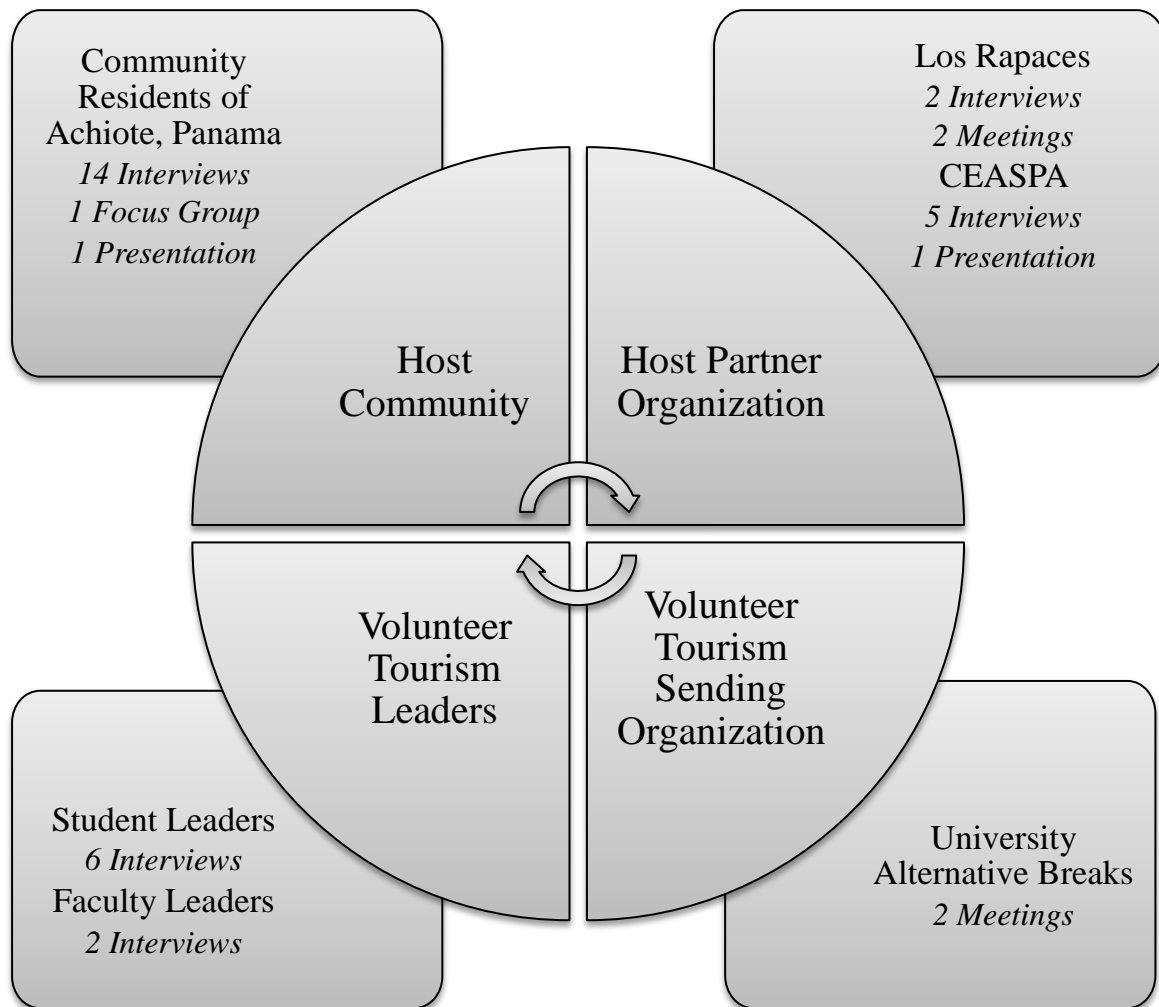 Community
Residents of
Achiote, Panama
14 Interviews
1 Focus Group
1 Presentation
Los Rapaces
2 Interviews
2 Meetings
CEASPA
5 Interviews
1 Presentation
Host
Community
Host Partner
Organization
Volunteer
Tourism
Leaders
Volunteer
Tourism
Sending
Organization
Student Leaders
6 Interviews
Faculty Leaders
2 Interviews
University
Alternative Breaks
2 Meetings